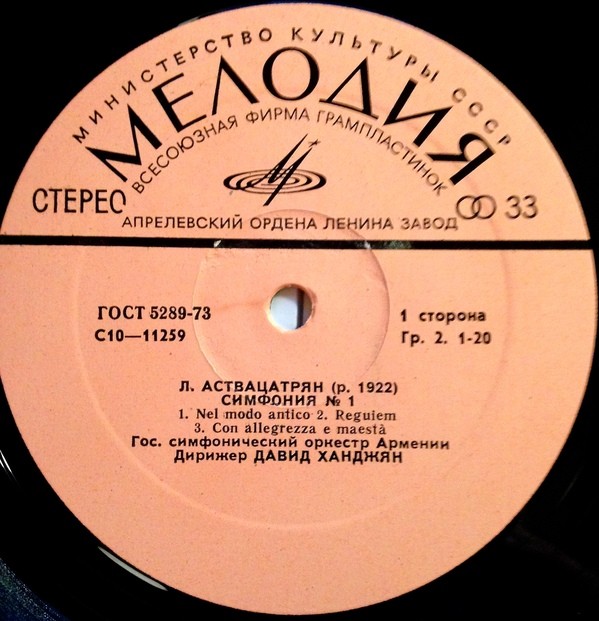 МИНИСТЕРСТВО КУЛЬТУРЫ СССР
МЕЛОДИЯ
ВСЕСОЮЗНАЯ ФИРМА ГРАМПЛАСТИНОК
СТЕРЕО
33
АПРЕЛЕВСКИЙ ОРДЕНА ЛЕНИНА ЗАВОД
ГОСТ 5289-73
С10—11259
1 сторона
Гр. 2. 1-20
Л. АСТВАЦАТРЯН (р. 1922)
СИМФОНИЯ № 1
1. Nel modo antico 2. Reguiem
3. Con allegrezza e maestà
Гос. симфонический оркестр Армении
Дирижер ДАВИД ХАНДЖЯН